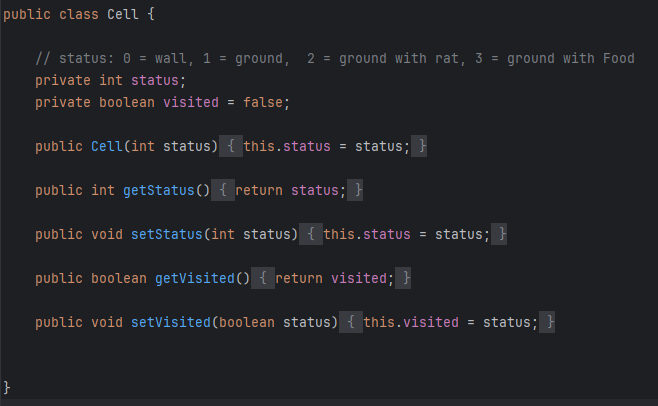 public class Cell {
// status: 0 = wall, 1 = ground,  2 = ground with rat, 3 = ground with Food
private int status;
private boolean visited = false;
public Cell(int status) { this.status = status; }
public int getStatus() { return status; }
public void setStatus(int status) { this.status = status; }
public boolean getVisited() { return visited; }
public void setVisited(boolean status) { this.visited = status; }
}